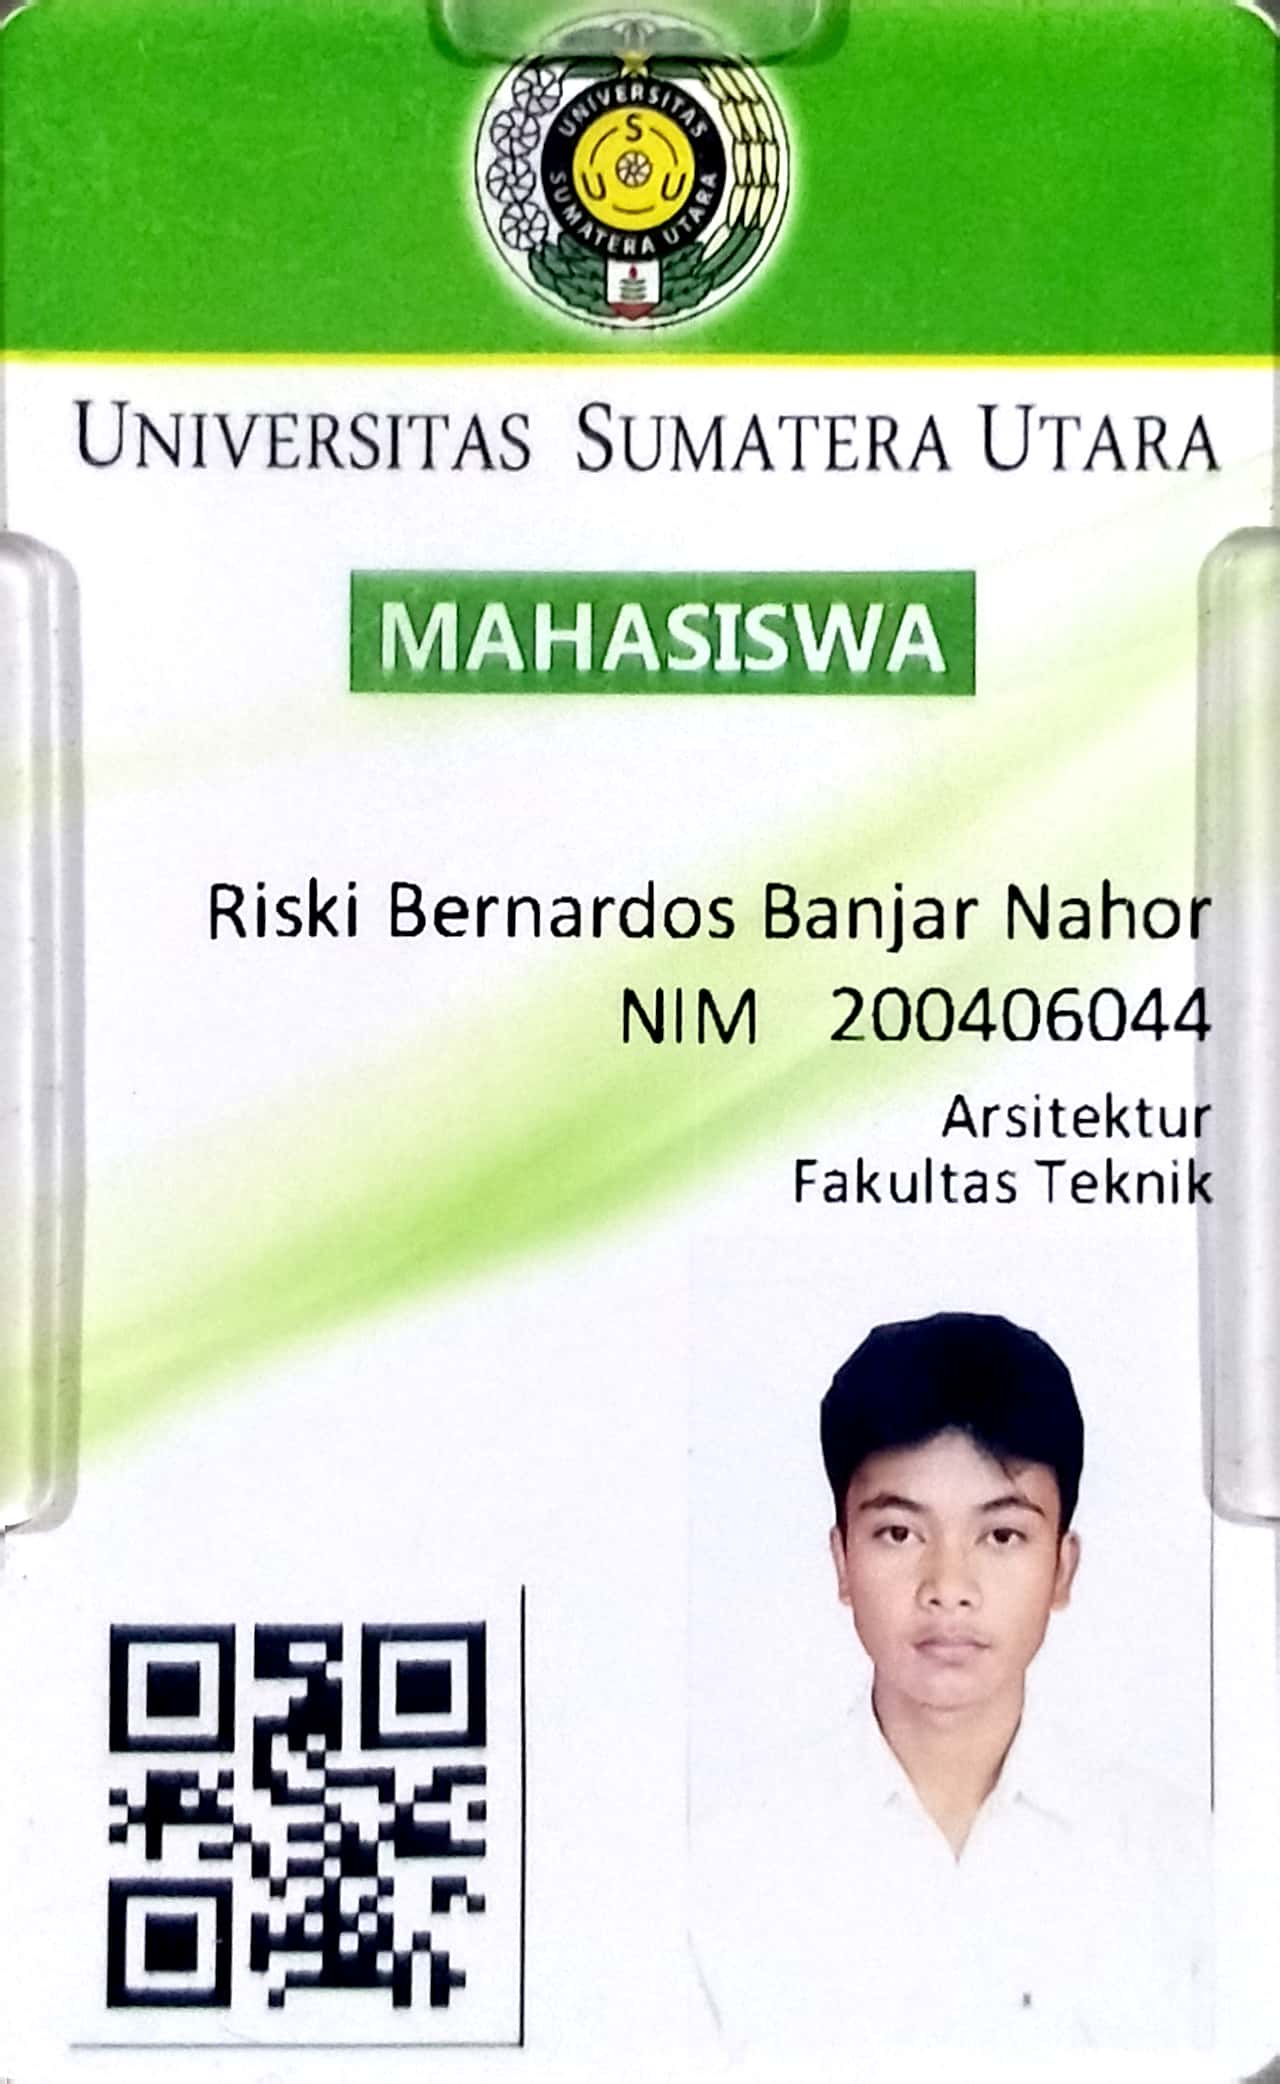 UNIVERSITAS
SUMATERA UTARA
S
U U
UNIVERSITAS SUMATERA UTARA
MAHASISWA
Riski Bernardos Banjar Nahor
NIM 200406044
Arsitektur
Fakultas Teknik